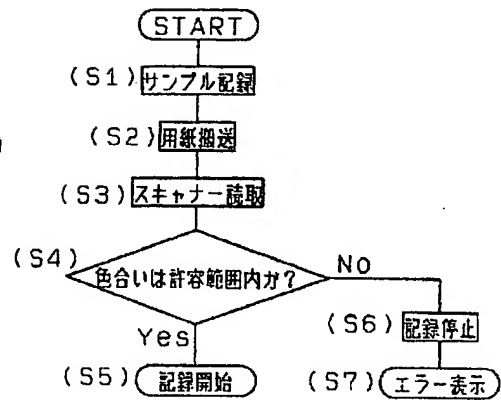 START
(S1) サンプル記録
(S2) 用紙搬送
(S3) スキャナー読取
(S4) 色合いは許容範囲内か?
No
Yes
(S6) 記録停止
(S5) 記録開始
(S7) エラー表示